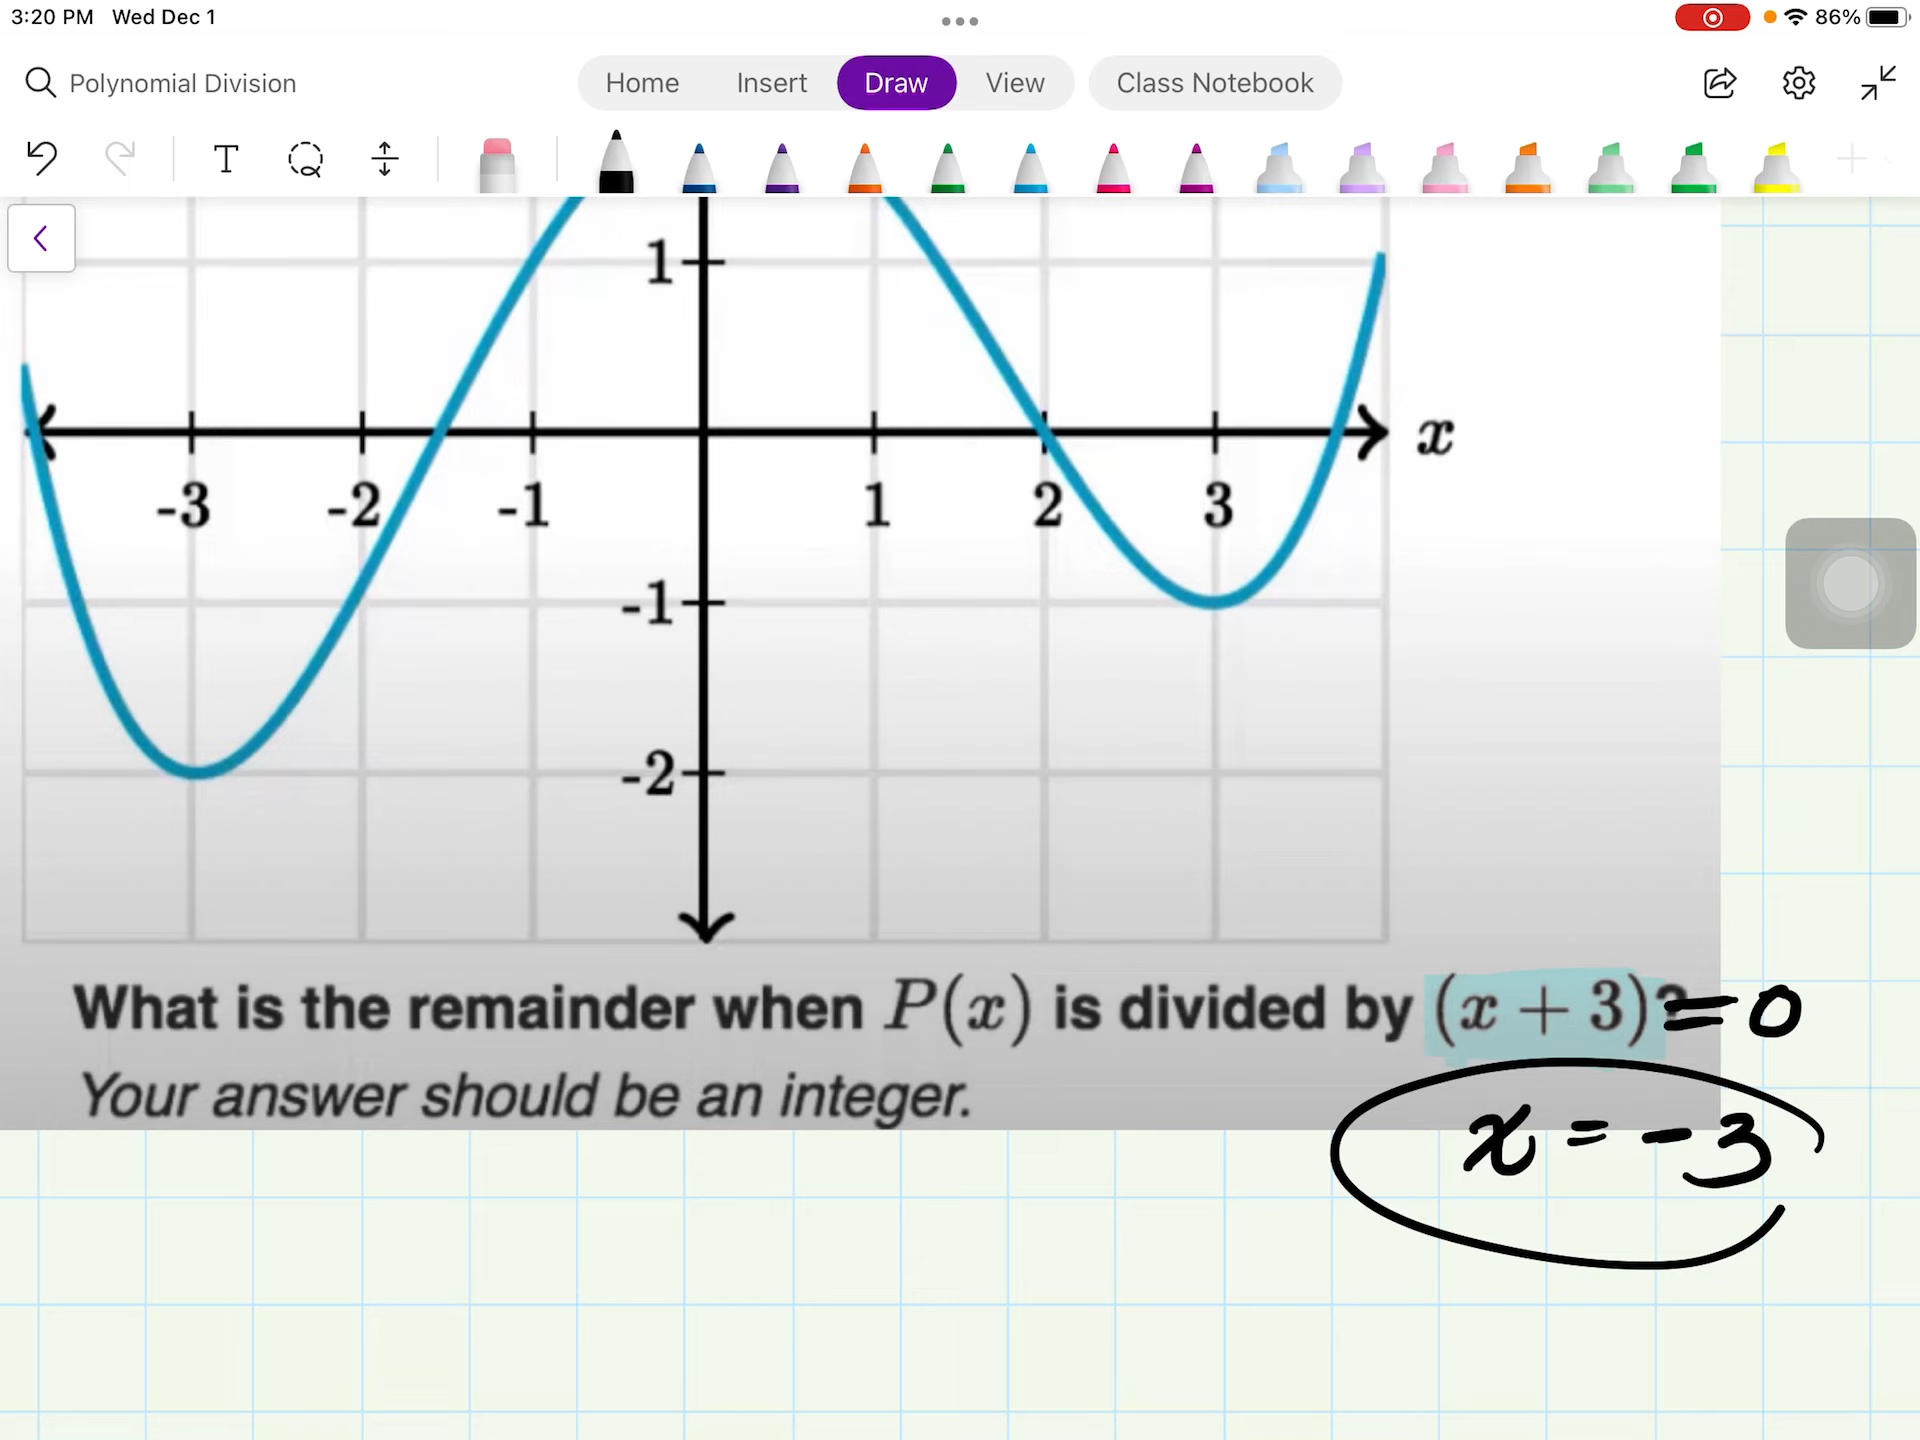 3:20 PM Wed Dec 1
86%
Polynomial Division
Home Insert Draw View Class Notebook
T
1
x
-3 -2 -1 1 2 3
-1
-2
What is the remainder when P(x) is divided by (x + 3)? = 0
Your answer should be an integer.
x = -3